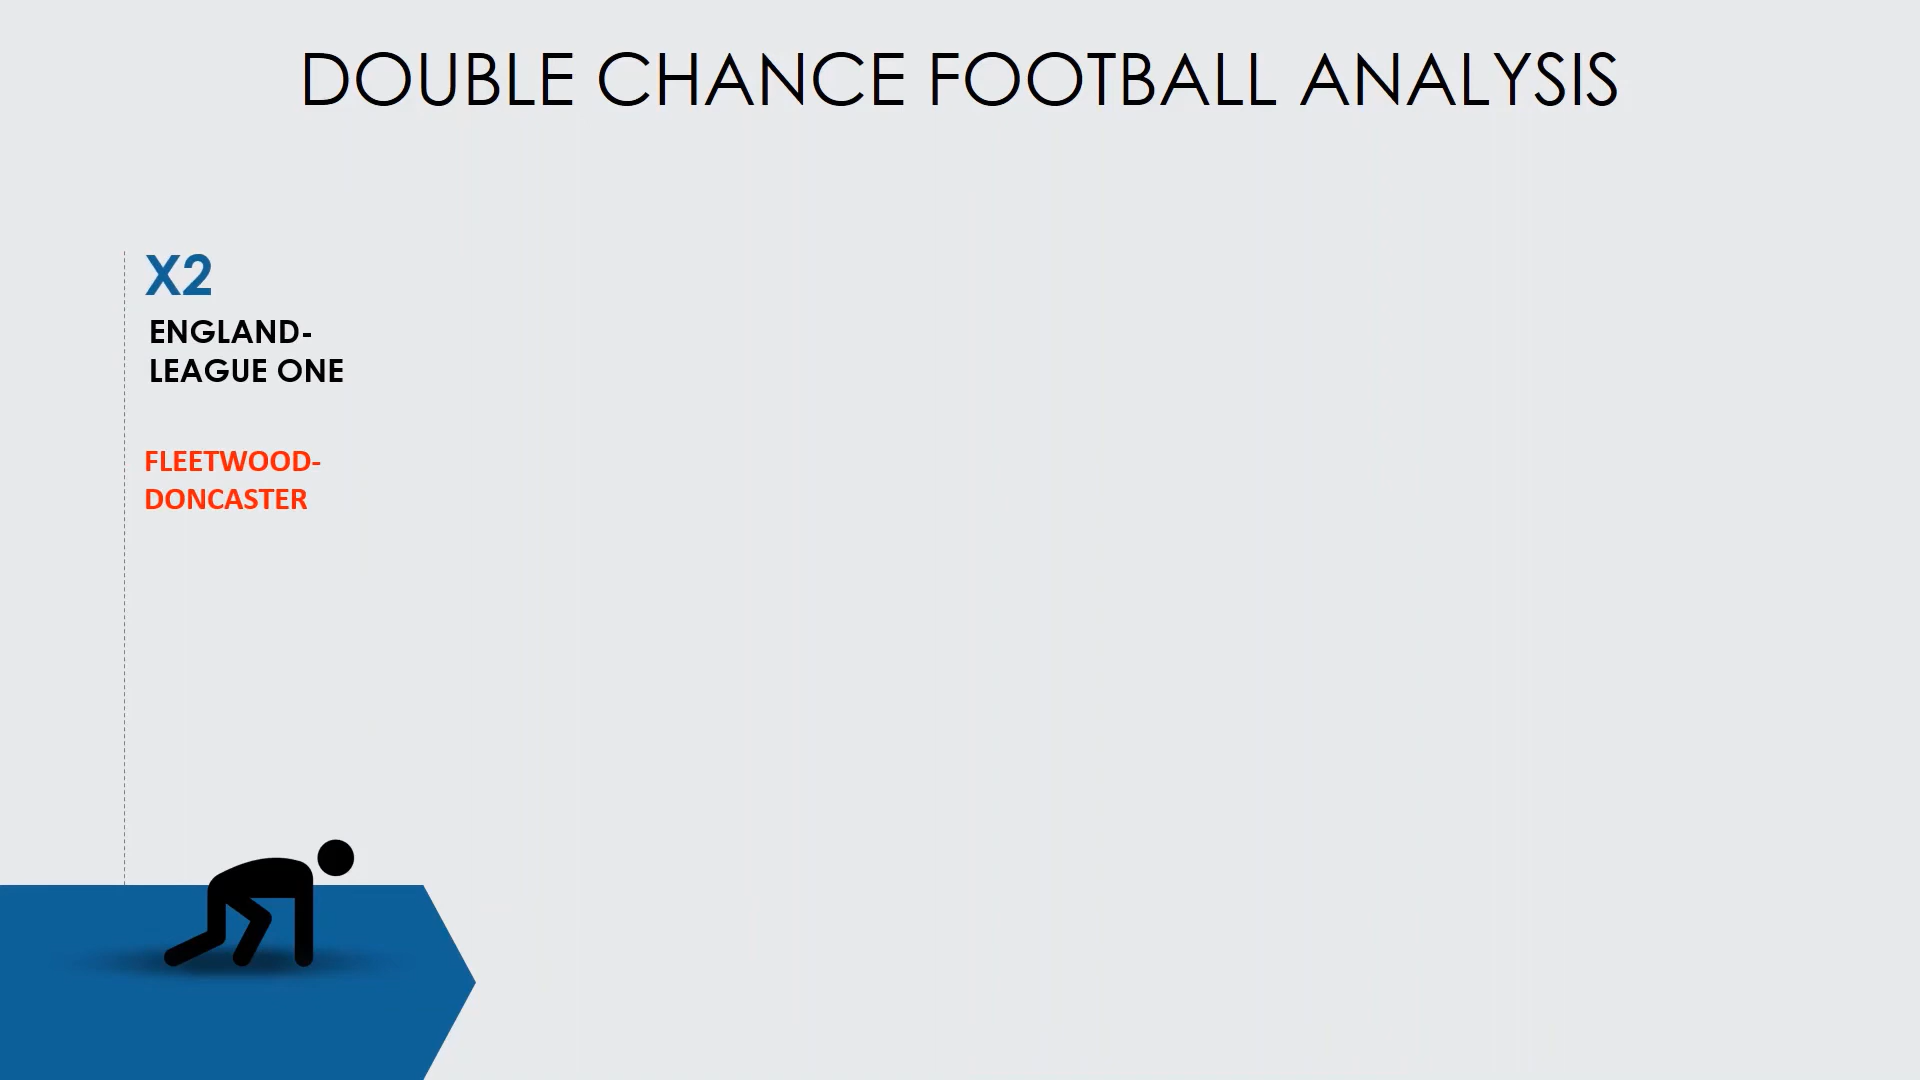 DOUBLE CHANCE FOOTBALL ANALYSIS
X2
ENGLAND-
LEAGUE ONE
FLEETWOOD-
DONCASTER